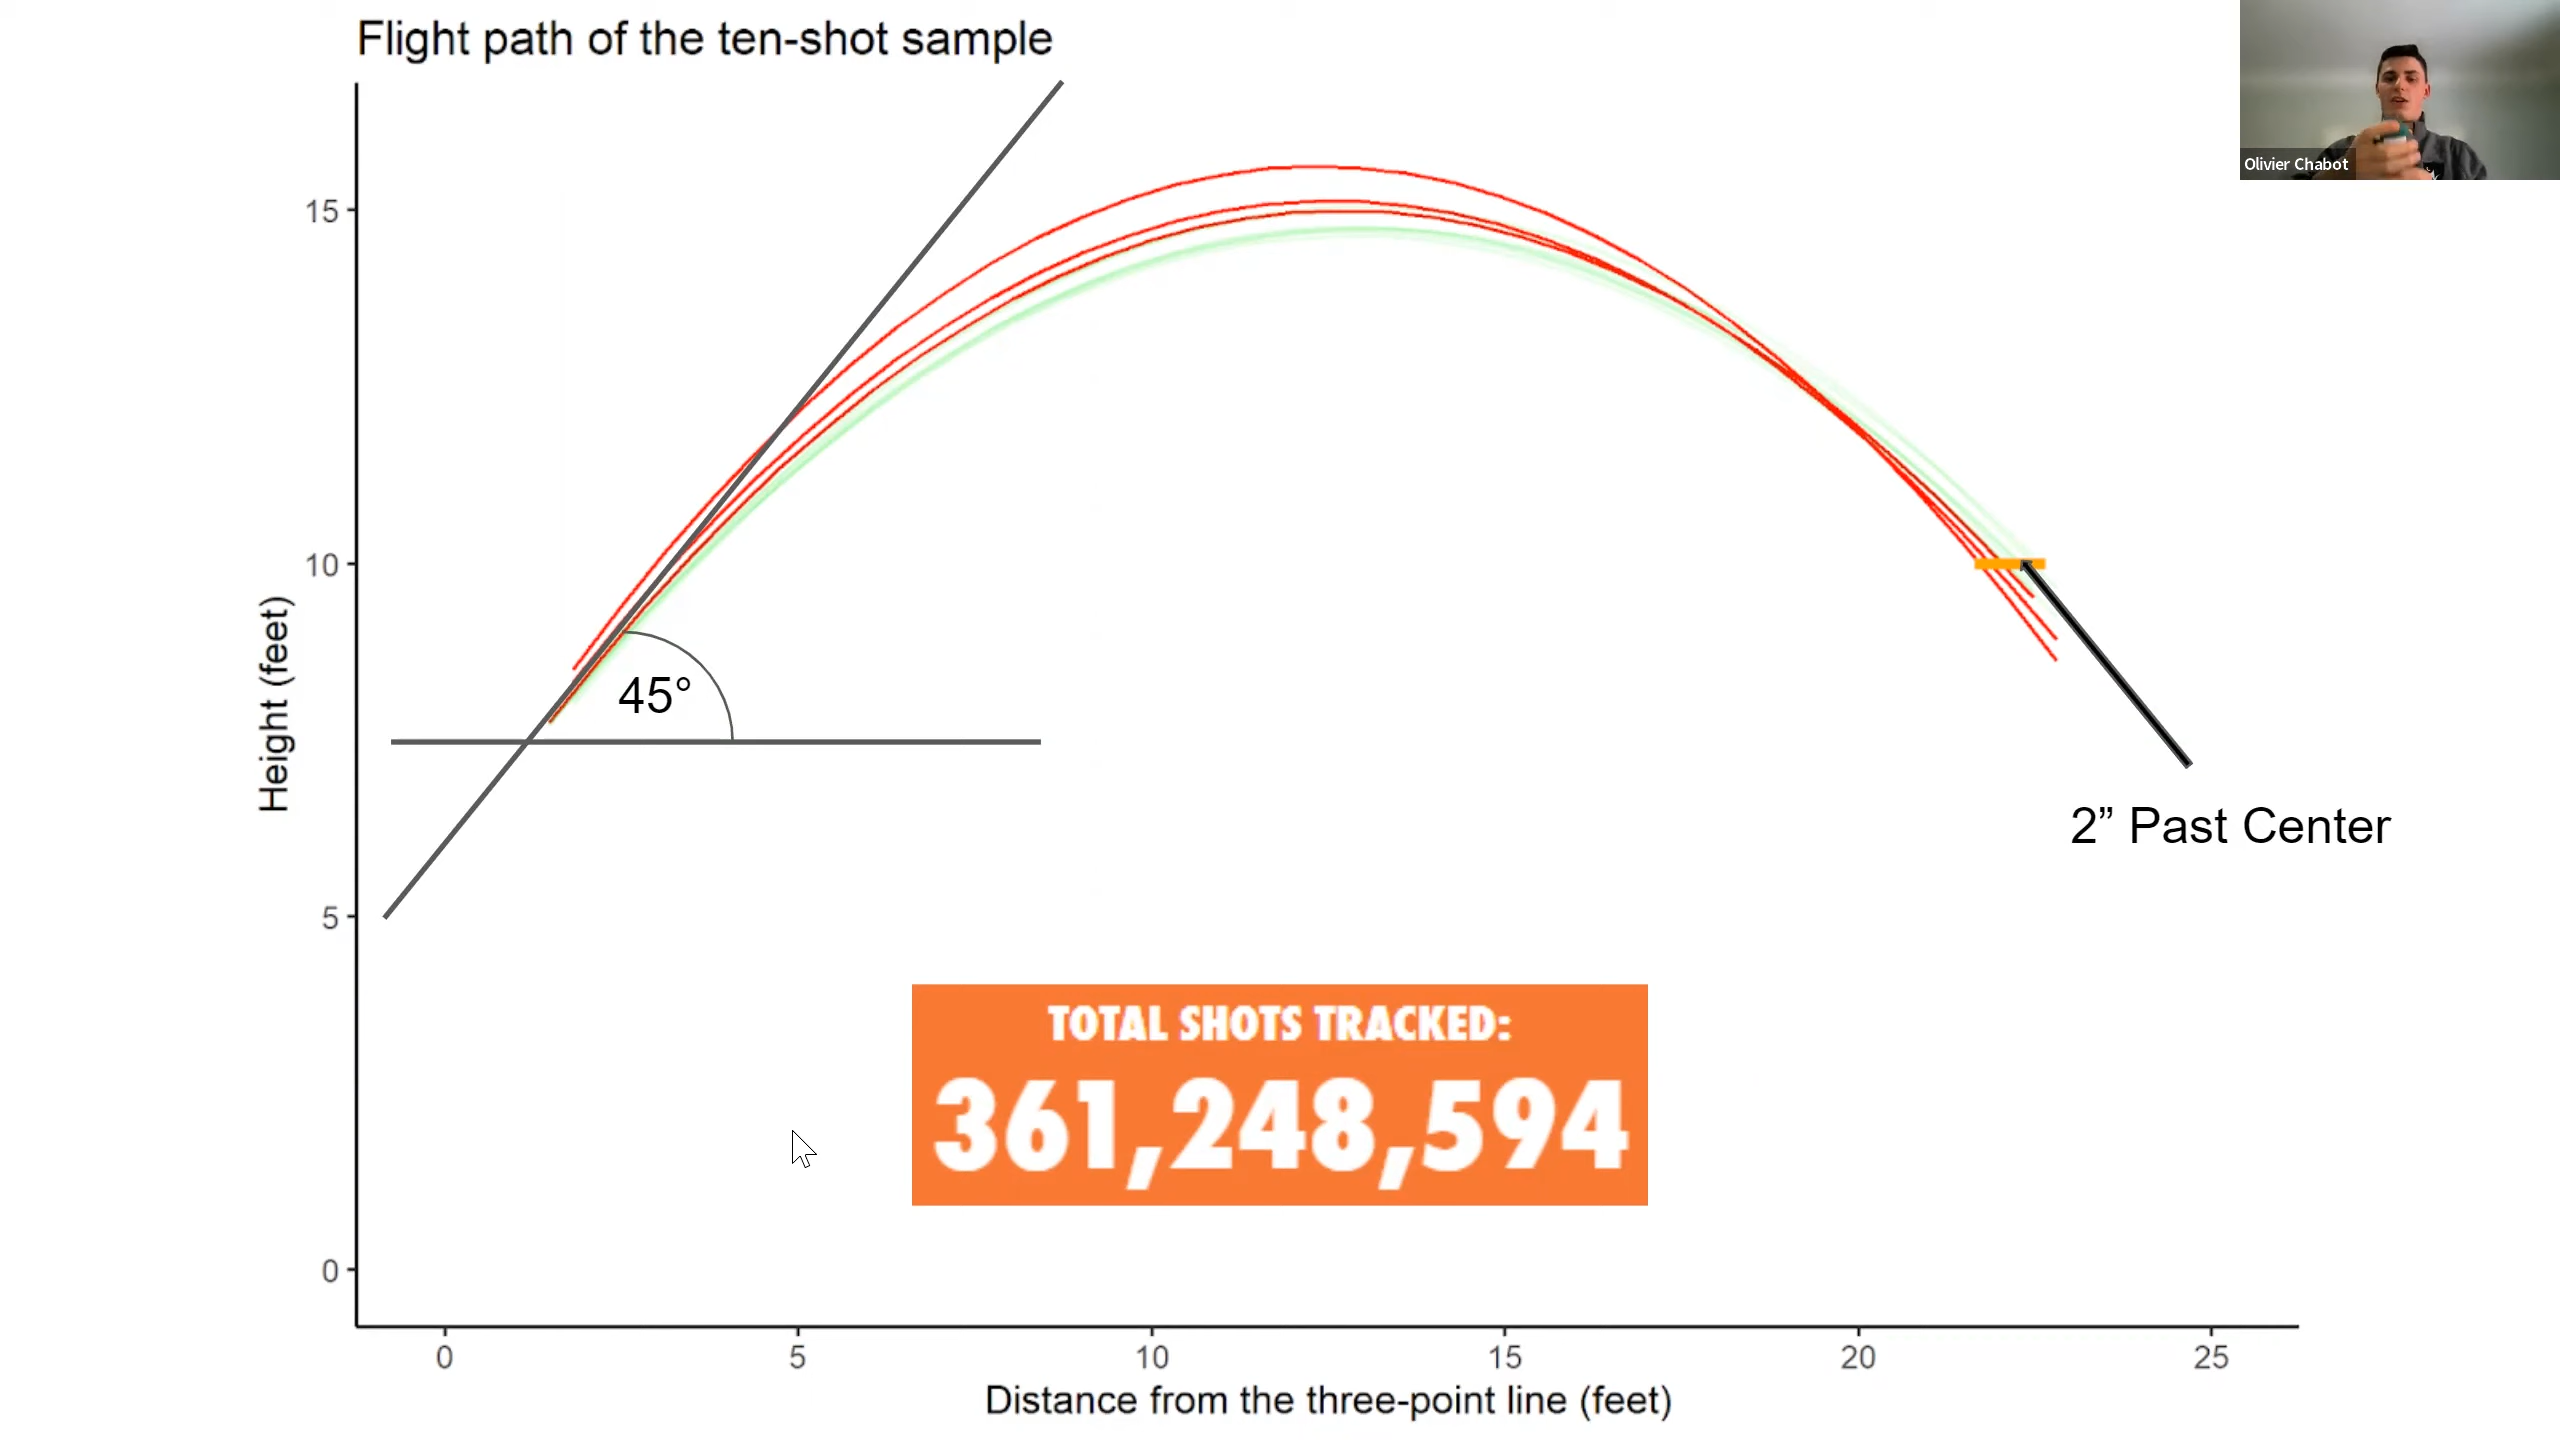 Flight path of the ten-shot sample
Olivier Chabot
15
10
5
0
Height (feet)
45°
2” Past Center
TOTAL SHOTS TRACKED:
361,248,594
0 5 10 15 20 25
Distance from the three-point line (feet)